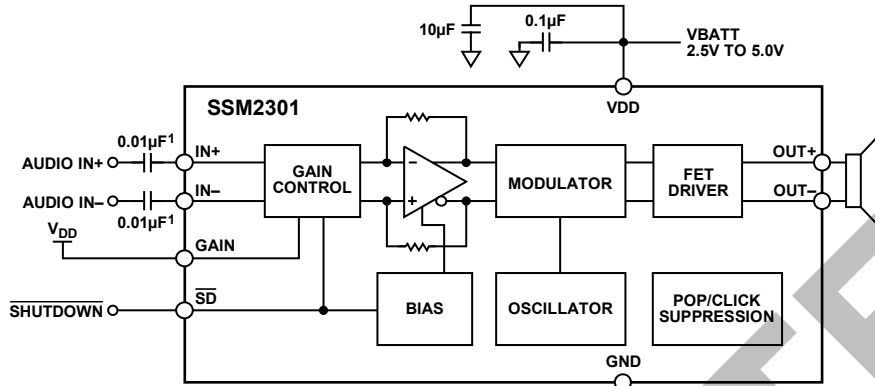 10µF
0.1µF
VBATT
2.5V TO 5.0V
VDD
SSM2301
0.01µF1
AUDIO IN+
IN+
GAIN
CONTROL
MODULATOR
FET
DRIVER
OUT+
AUDIO IN–
IN–
OUT–
0.01µF1
VDD
GAIN
SHUTDOWN
SD
BIAS
OSCILLATOR
POP/CLICK
SUPPRESSION
GND